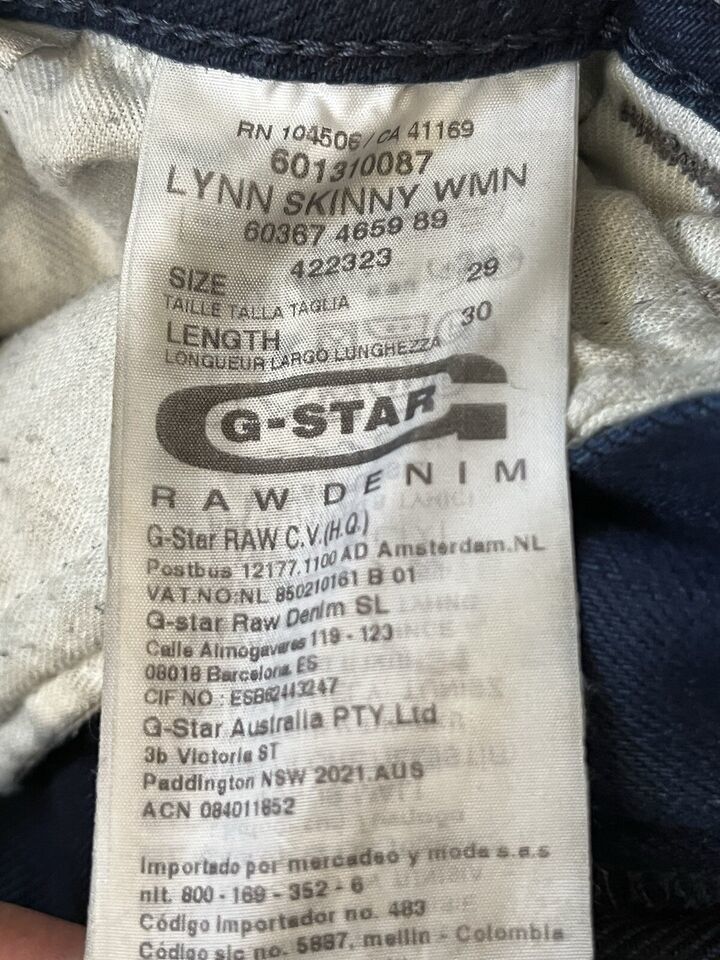 RN 104506/CA 41169
601310087
LYNN SKINNY WMN
60367 4659 89
422323
SIZE 29
TAILLE TALLA TAGLIA
LENGTH 30
LONGUEUR LARGO LUNGHEZZA
G-STAR
RAW DENIM
G-Star RAW C.V.(H.Q.)
Postbus 12177.1100 AD Amsterdam.NL
VAT.NO:NL 850210161 B 01
G-star Raw Denim SL
Calle Almogavares 119 - 123
08018 Barcelona. ES
CIF NO : ESB62443247
G-Star Australia PTY.Ltd
3b Victoria ST
Paddington NSW 2021.AUS
ACN 084011852
Importado por mercadeo y moda s.a.s
nit. 800 - 169 - 352 - 6
Código Importador no. 483
Código sic no. 5887, mellin - Colombia